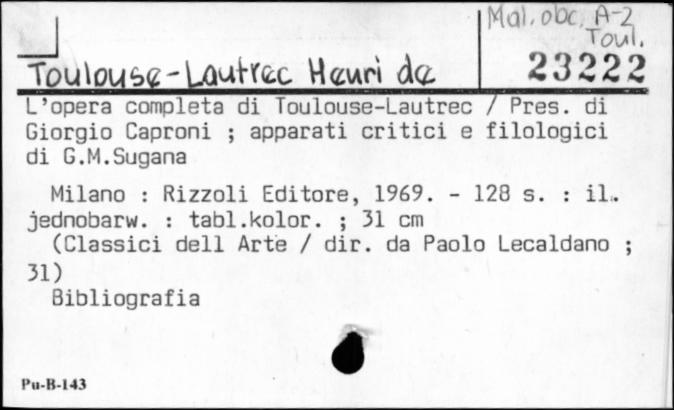 Mal. obc. A-2
Toul.
Toulouse-Lautrec Henri de
23222
L'opera completa di Toulouse-Lautrec / Pres. di
Giorgio Caproni ; apparati critici e filologici
di G.M.Sugana
Milano : Rizzoli Editore, 1969. - 128 s. : il.
jednobarw. : tabl.kolor. ; 31 cm
(Classici dell Arte / dir. da Paolo Lecaldano ;
31)
Bibliografia
Pu-B-143